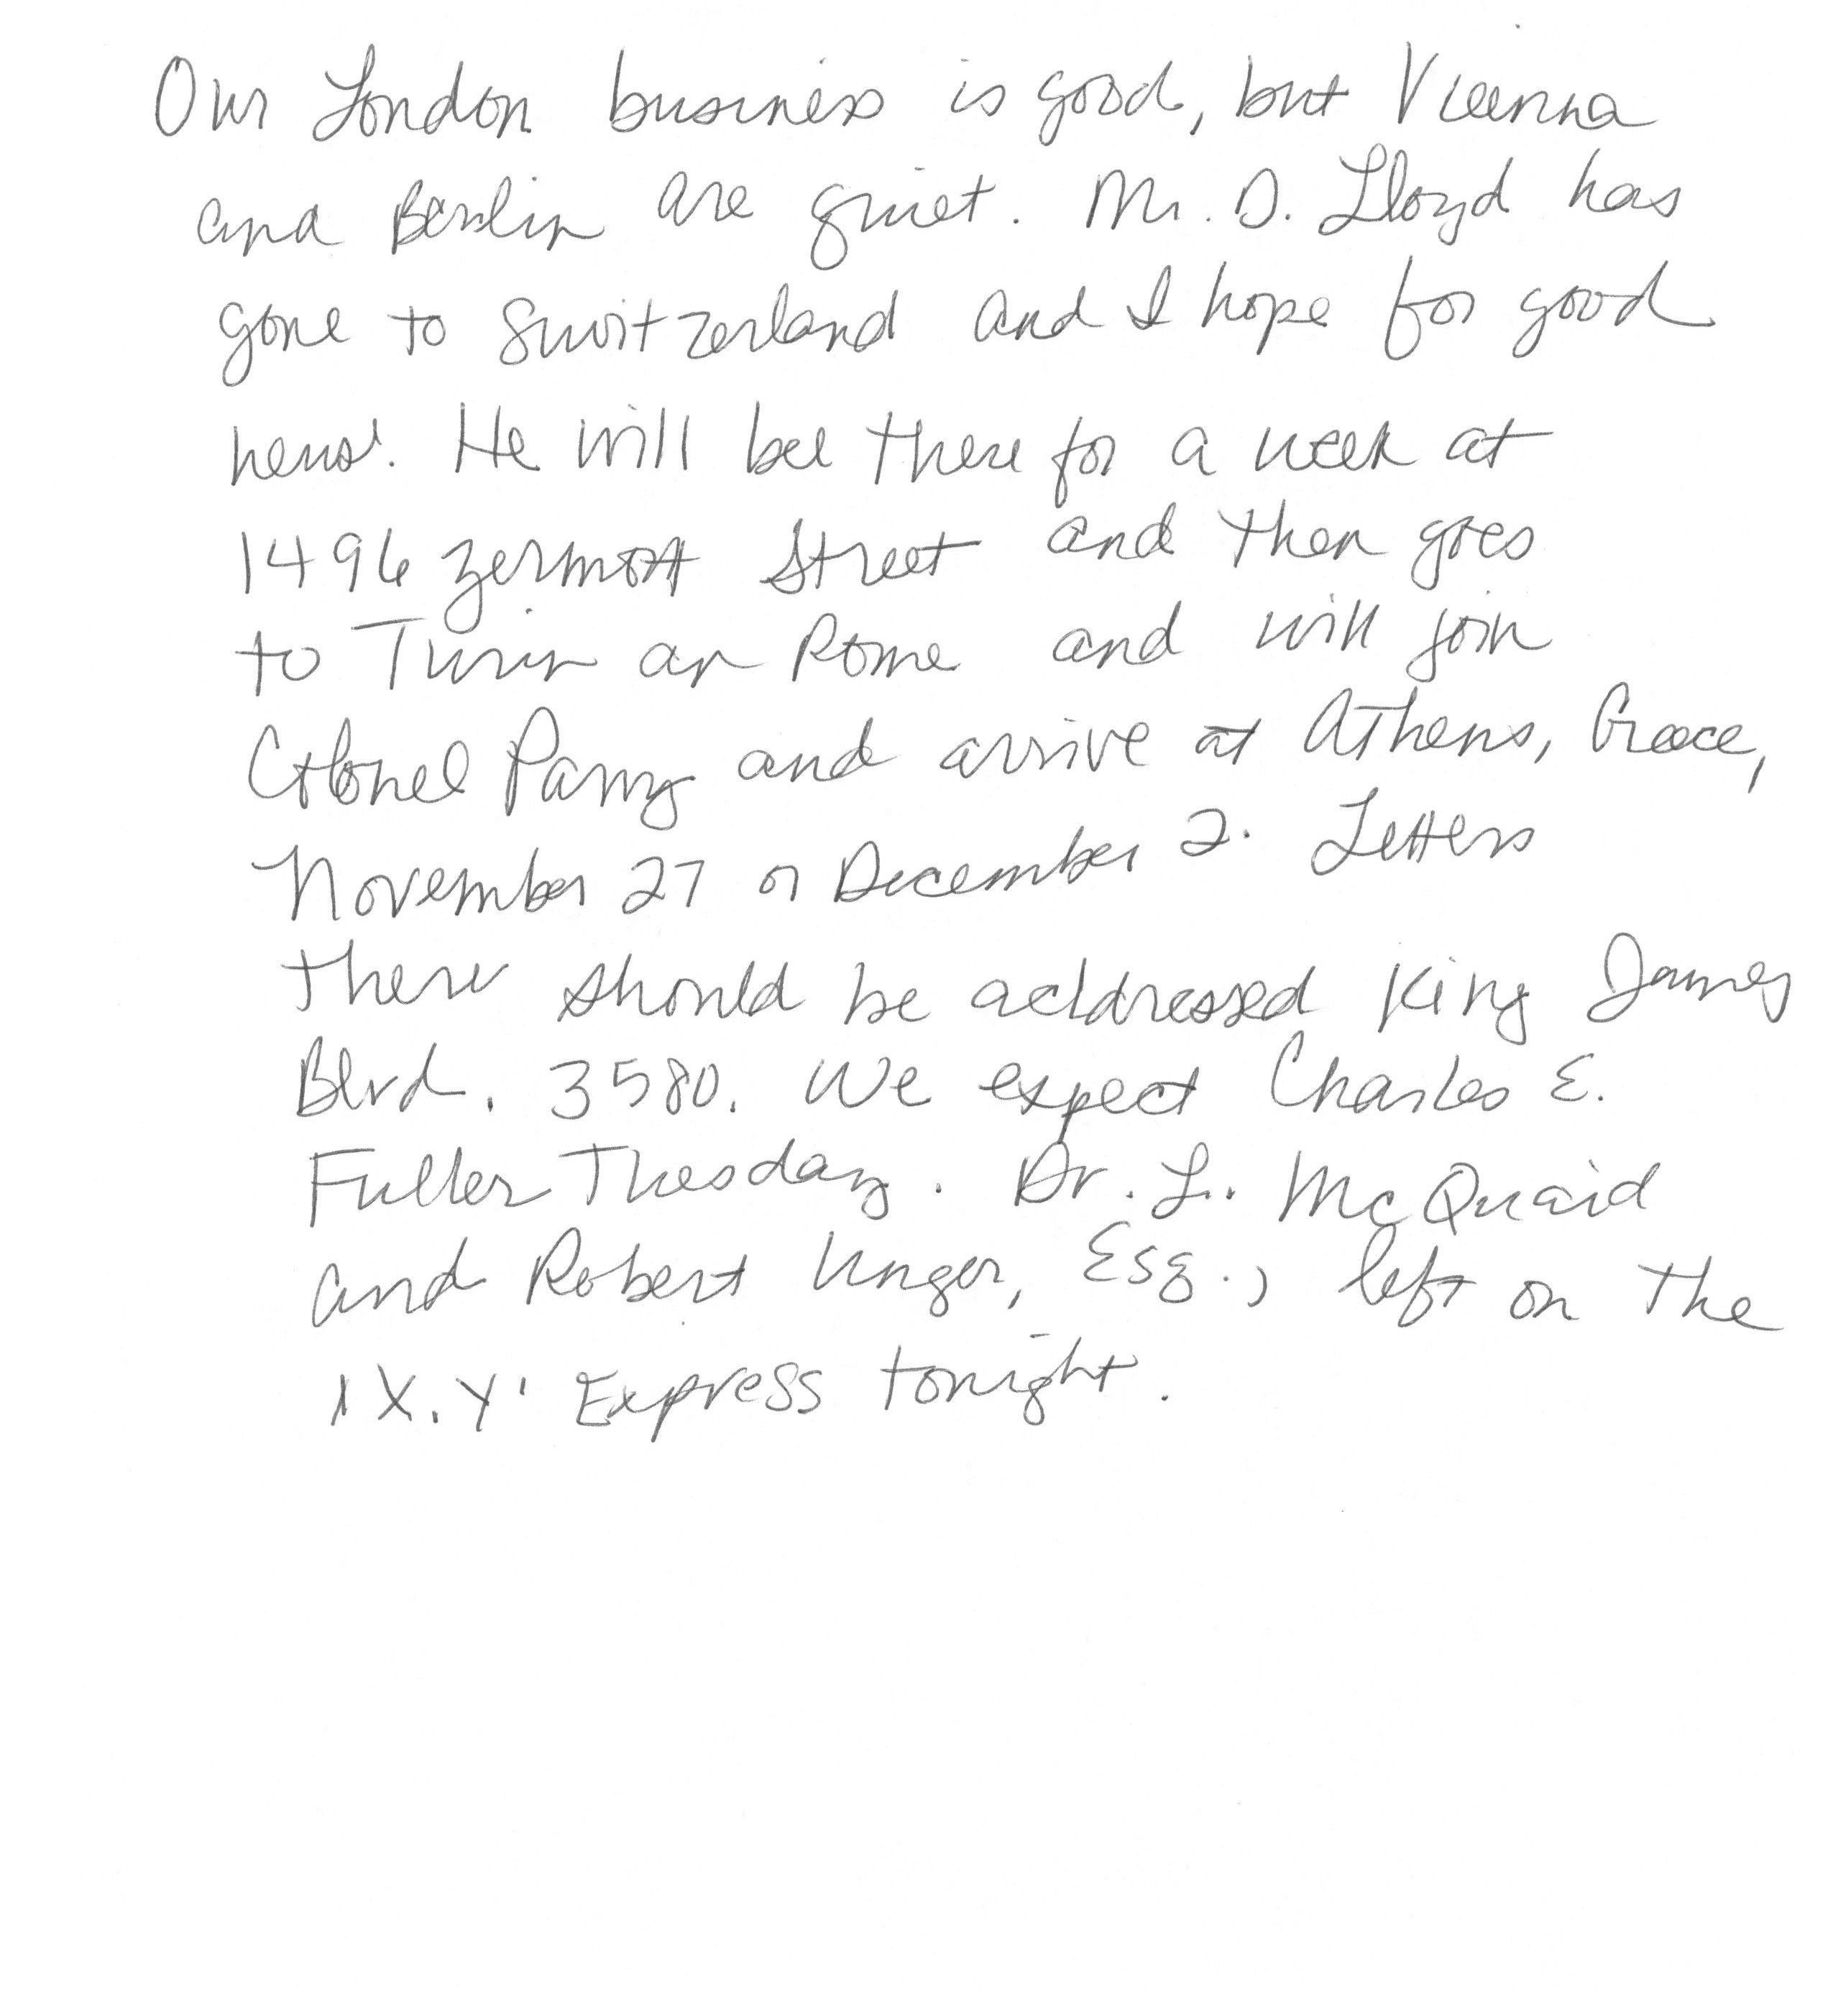 Our London business is good, but Vienna
and Berlin are quiet. Mr. D. Lloyd has
gone to Switzerland and I hope for good
news. He will be there for a week at
1496 Zermott Street and then goes
to Turin an Rome and will join
Colonel Parry and arrive at Athens, Greece,
November 27 or December 2. Letters
there should be addressed King James
Blvd. 3580. We expect Charles E.
Fuller Tuesday. Dr. L. McQuaid
and Robert Unger, Esq., left on the
'X.Y' Express tonight.